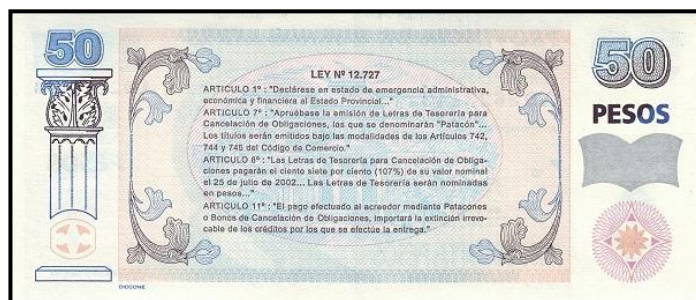 50
50
PESOS
LEY Nº 12.727
ARTICULO 1º : "Declárese en estado de emergencia administrativa,
económica y financiera al Estado Provincial..."
ARTICULO 7º : "Apruébase la emisión de Letras de Tesorería para
Cancelación de Obligaciones, las que se denominarán "Patacón"...
Los títulos serán emitidos bajo las modalidades de los Artículos 742,
744 y 745 del Código de Comercio."
ARTICULO 8º : "Las Letras de Tesorería para Cancelación de Obliga-
ciones pagarán el ciento siete por ciento (107%) de su valor nominal
el 25 de julio de 2002... Las Letras de Tesorería serán nominadas
en pesos..."
ARTICULO 11º : "El pago efectuado al acreedor mediante Patacones
o Bonos de Cancelación de Obligaciones, importará la extinción irrevo-
cable de los créditos por los que se efectúe la entrega."
CICCONE